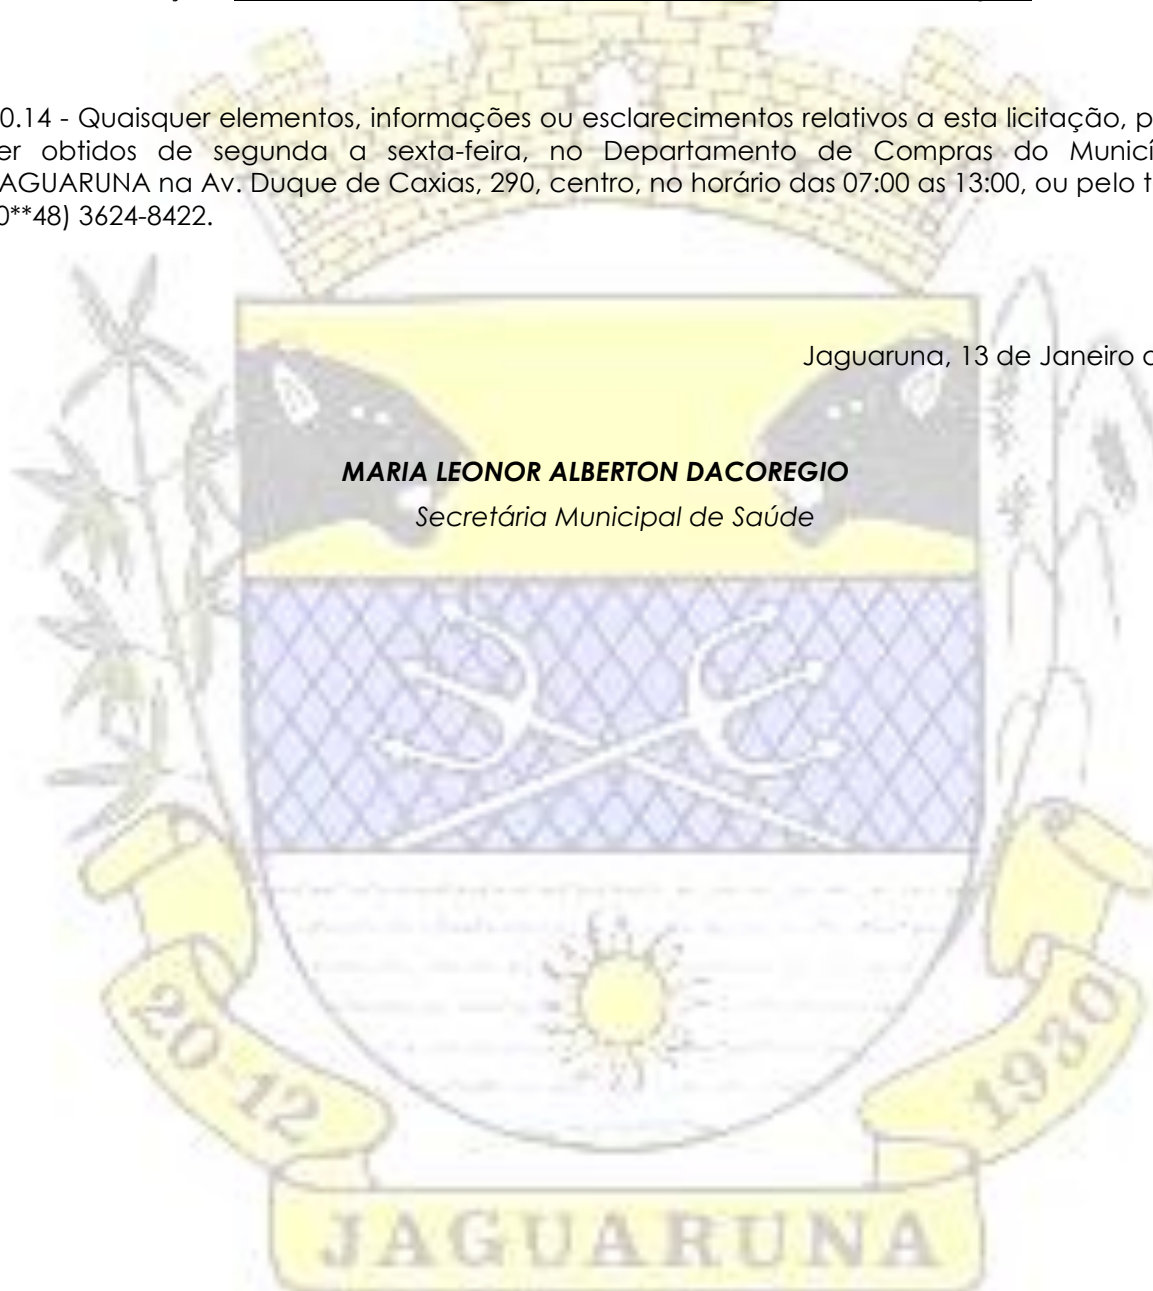 0.14 - Quaisquer elementos, informações ou esclarecimentos relativos a esta licitação, p
er obtidos de segunda a sexta-feira, no Departamento de Compras do Municí
AGUARUNA na Av. Duque de Caxias, 290, centro, no horário das 07:00 as 13:00, ou pelo t
0**48) 3624-8422.
Jaguaruna, 13 de Janeiro d
MARIA LEONOR ALBERTON DACOREGIO
Secretária Municipal de Saúde
20-12
1930
JAGUARUNA